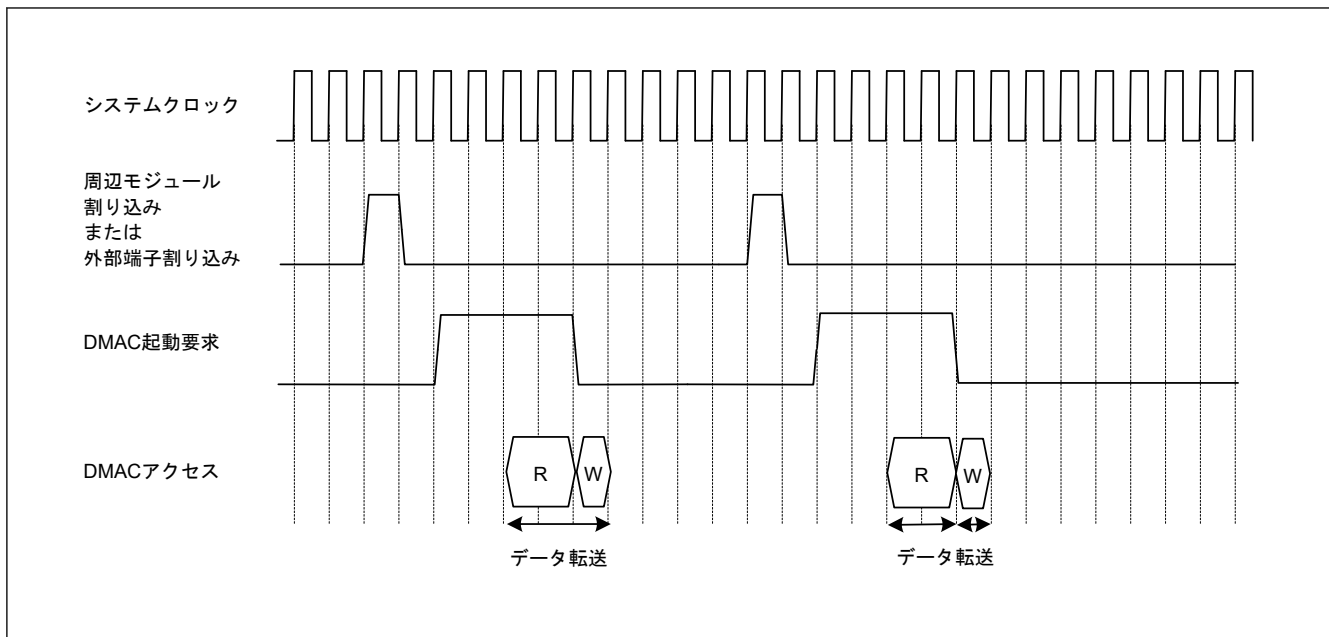 システムクロック
周辺モジュール
割り込み
または
外部端子割り込み
DMAC起動要求
DMACアクセス
R
W
R
W
データ転送
データ転送